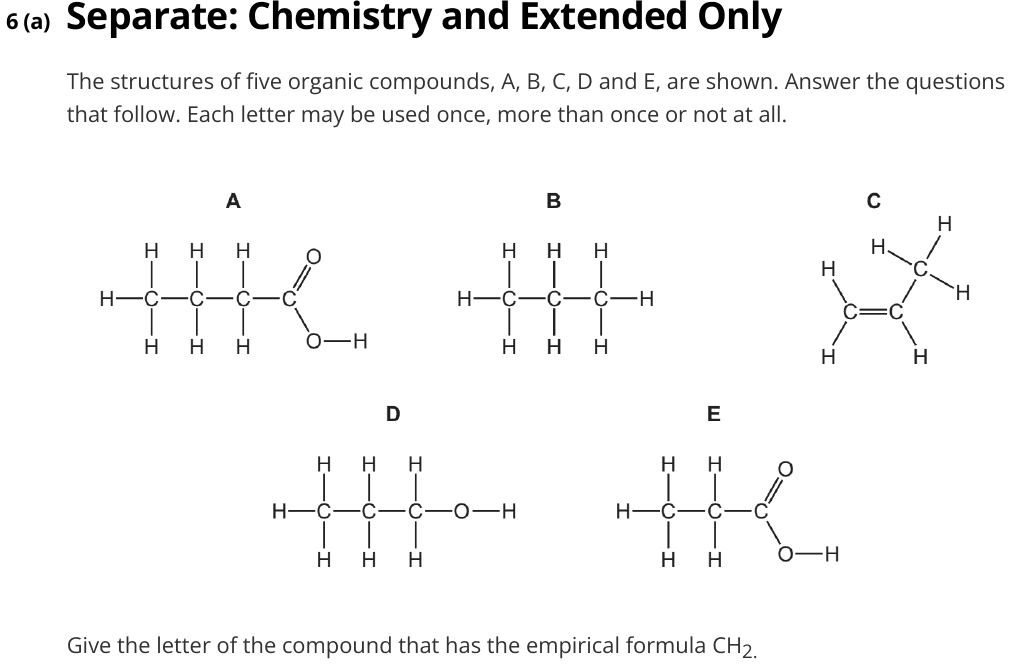 6 (a) Separate: Chemistry and Extended Only
The structures of five organic compounds, A, B, C, D and E, are shown. Answer the questions
that follow. Each letter may be used once, more than once or not at all.
A B C
H
H H H O H H H H
H C
H—C—C—C—C H—C—C—C—H H
C=C
H H H O—H H H H H H
D E
H H H H H O
H—C—C—C—O—H H—C—C—C
H H H H H O—H
Give the letter of the compound that has the empirical formula CH₂.